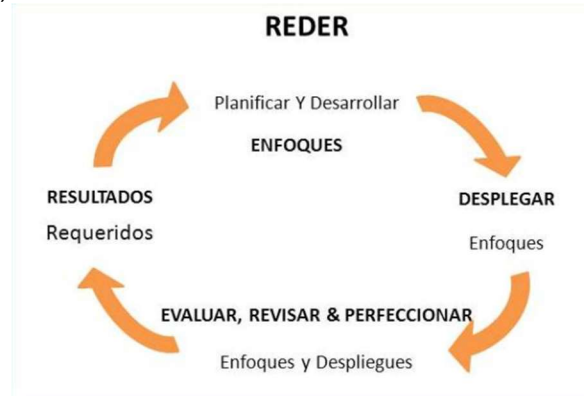 REDER
Planificar Y Desarrollar
ENFOQUES
RESULTADOS
Requeridos
DESPLEGAR
Enfoques
EVALUAR, REVISAR & PERFECCIONAR
Enfoques y Despliegues